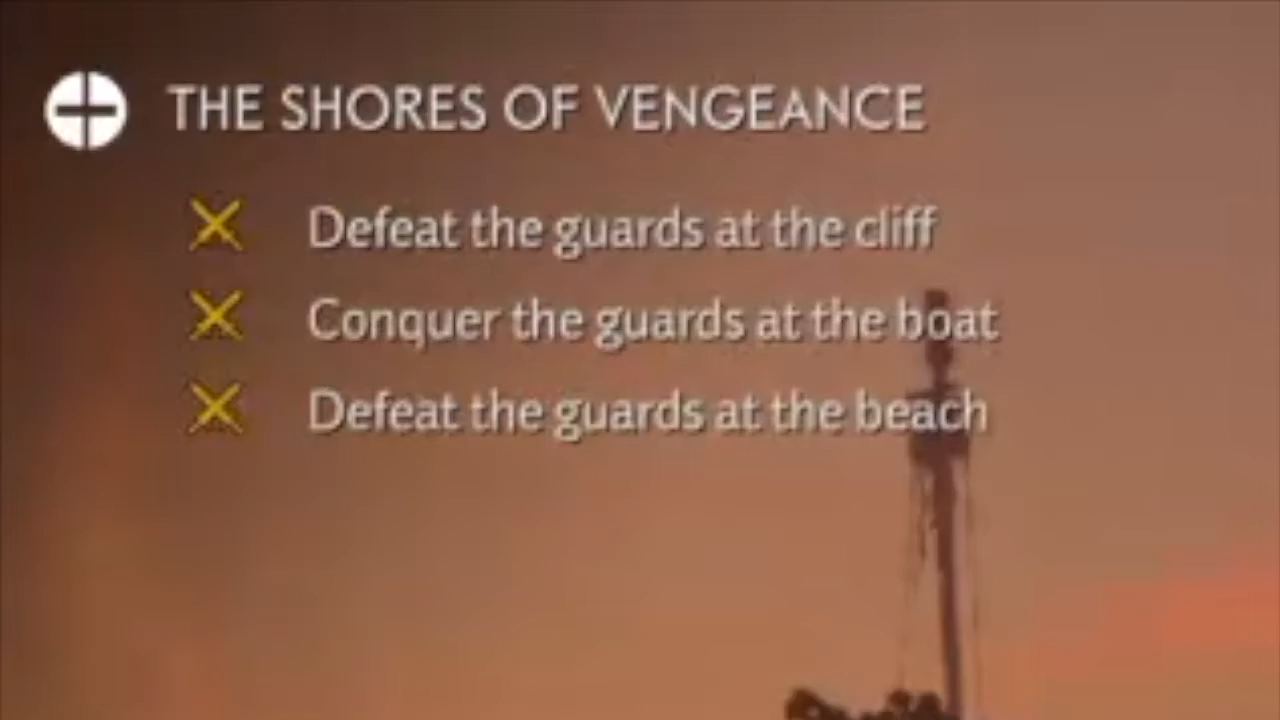 THE SHORES OF VENGEANCE
Defeat the guards at the cliff
Conquer the guards at the boat
Defeat the guards at the beach